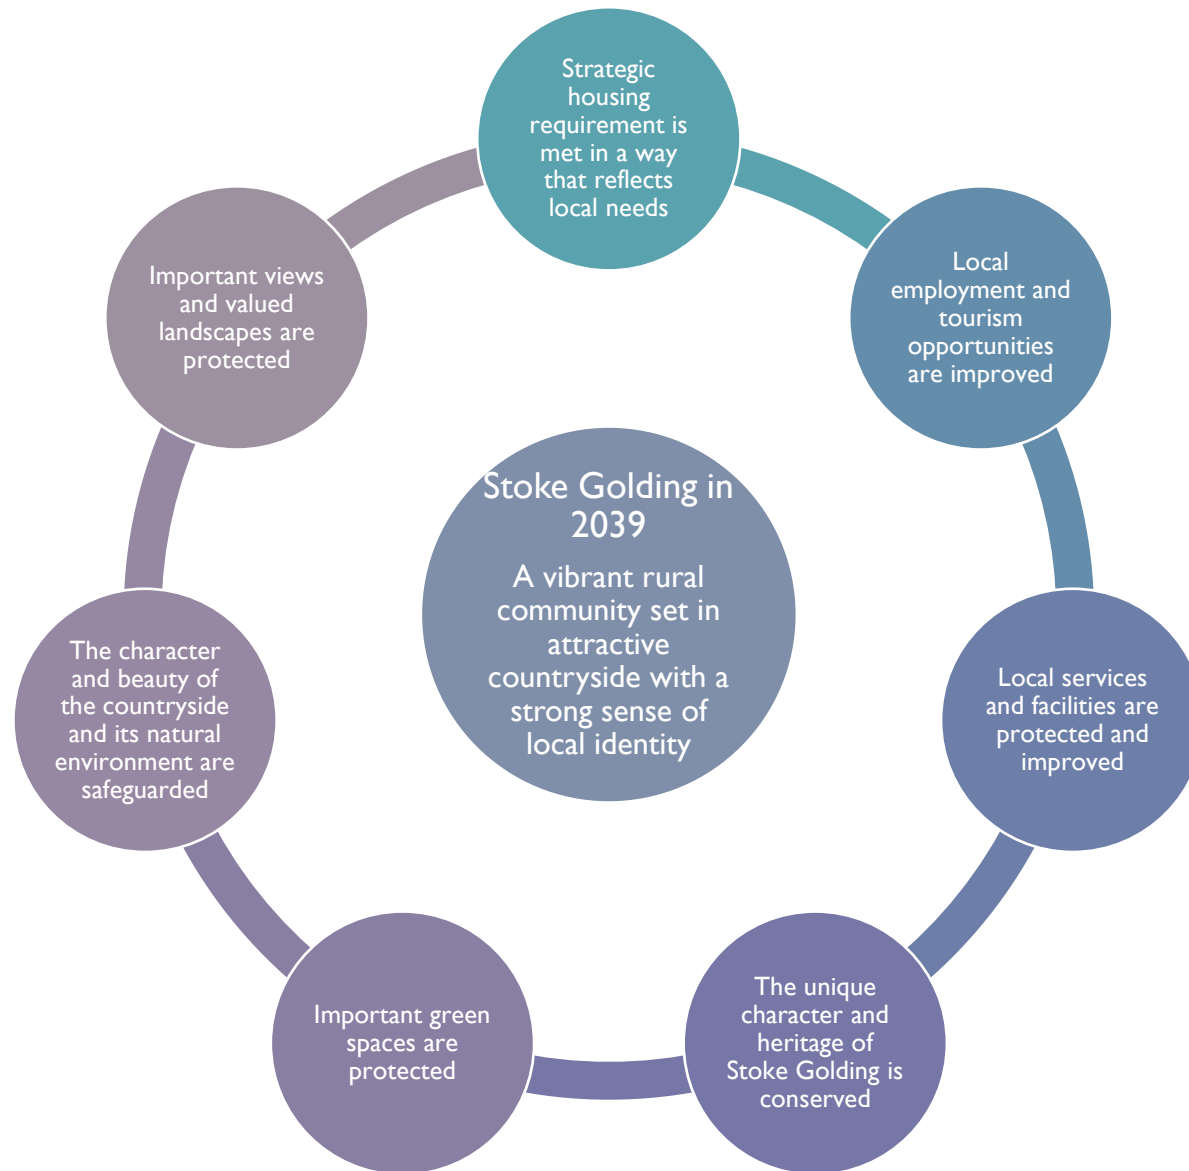 Strategic
housing
requirement is
met in a way
that reflects
local needs
Local
employment and
tourism
opportunities
are improved
Local services
and facilities are
protected and
improved
The unique
character and
heritage of
Stoke Golding is
conserved
Important green
spaces are
protected
The character
and beauty of
the countryside
and its natural
environment are
safeguarded
Important views
and valued
landscapes are
protected
Stoke Golding in
2039
A vibrant rural
community set in
attractive
countryside with a
strong sense of
local identity